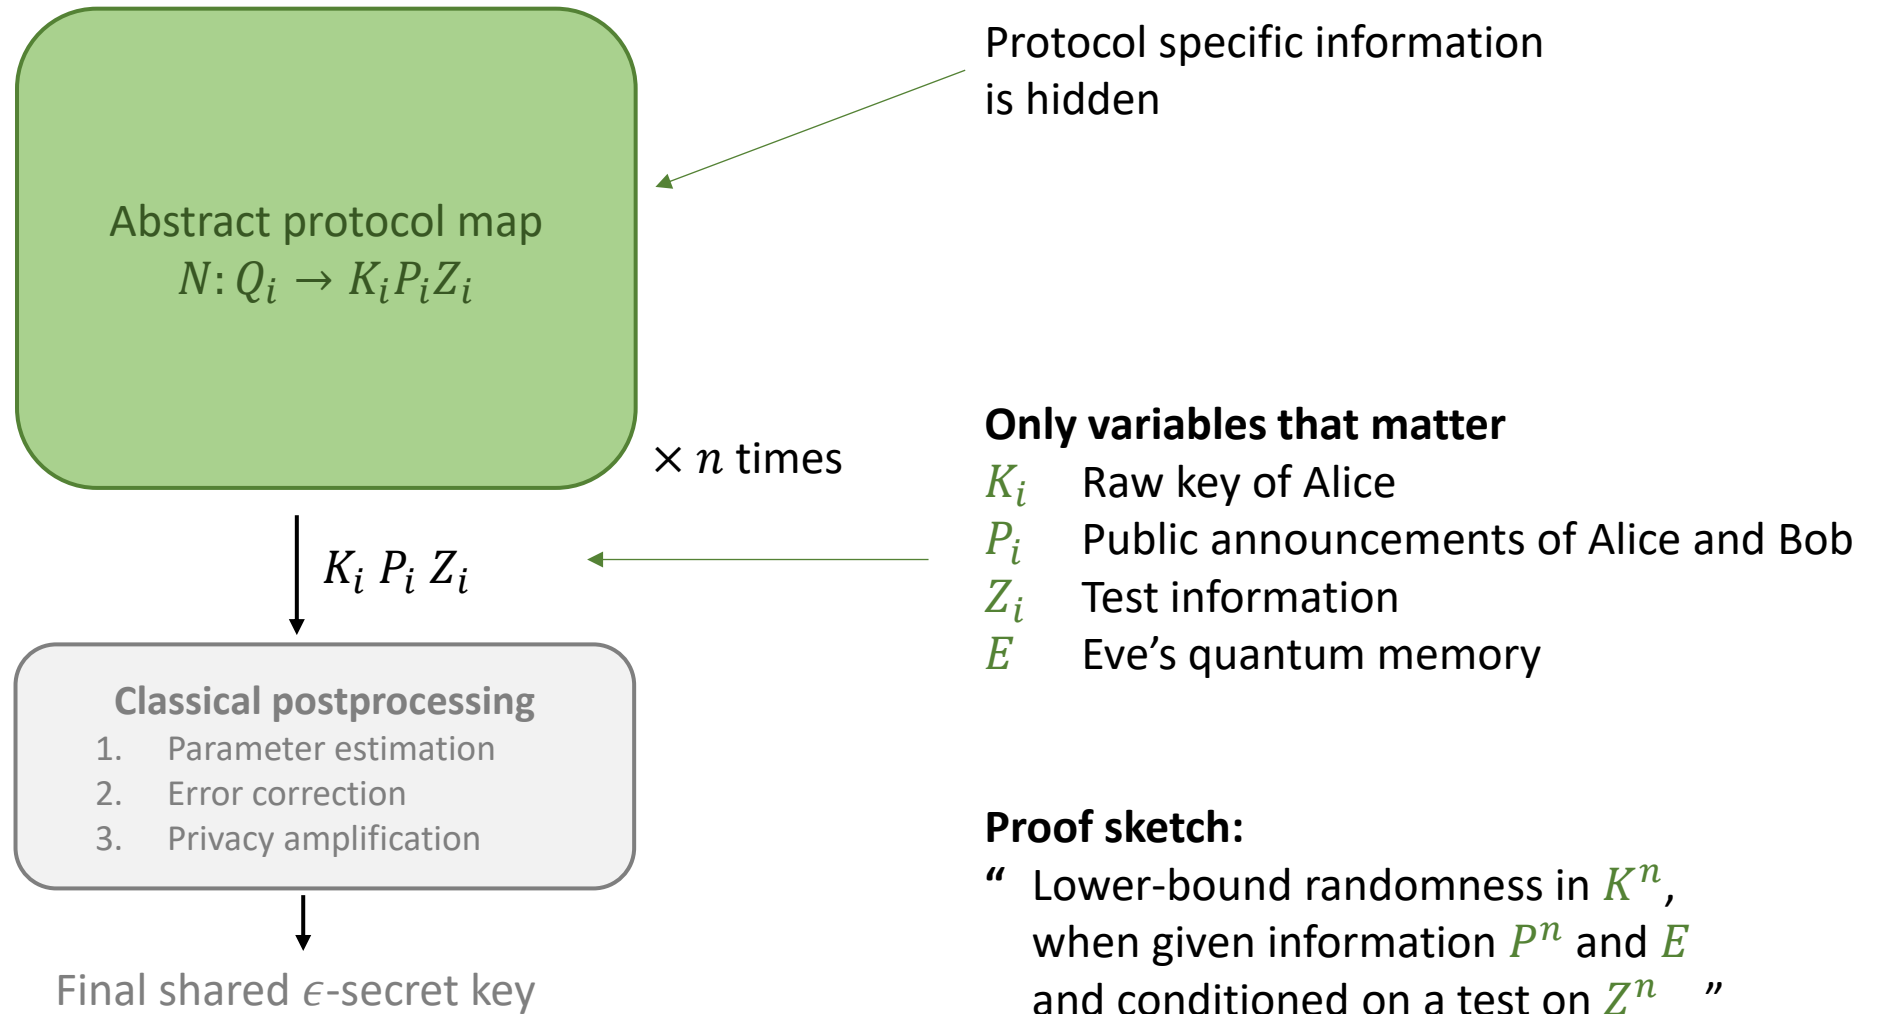 Abstract protocol map
N: Q_i → K_i P_i Z_i
× n times
K_i P_i Z_i
Classical postprocessing
1. Parameter estimation
2. Error correction
3. Privacy amplification
Final shared ϵ-secret key
Protocol specific information
is hidden
Only variables that matter
K_i Raw key of Alice
P_i Public announcements of Alice and Bob
Z_i Test information
E Eve’s quantum memory
Proof sketch:
“ Lower-bound randomness in K^n,
when given information P^n and E
and conditioned on a test on Z^n ”